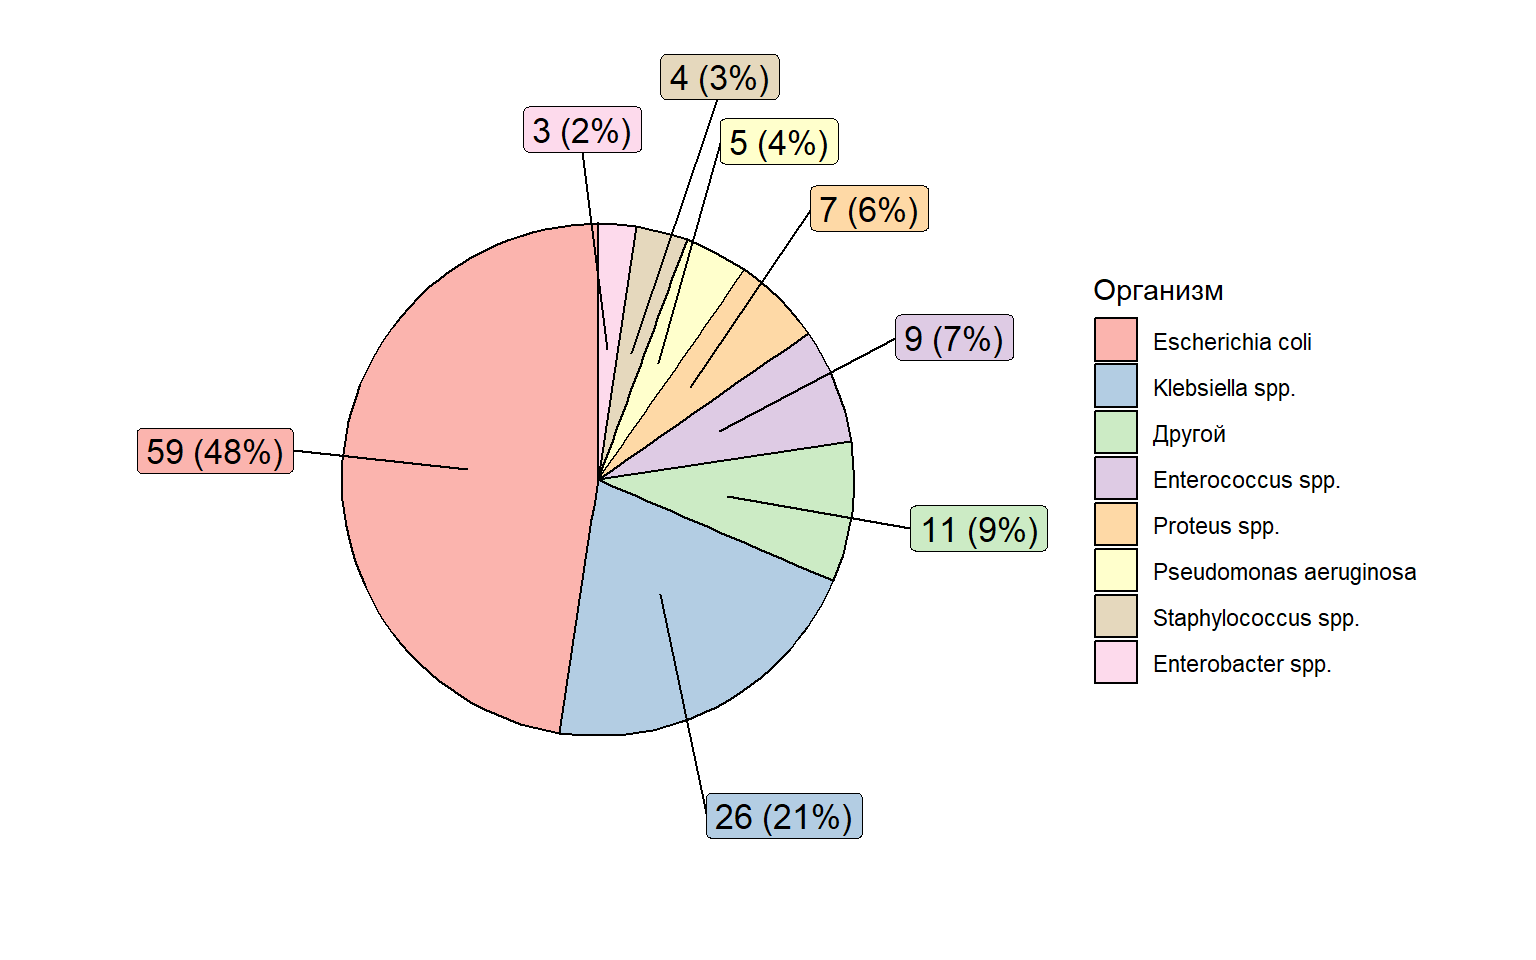 4 (3%)
3 (2%)
5 (4%)
7 (6%)
9 (7%)
59 (48%)
11 (9%)
26 (21%)
Организм
Escherichia coli
Klebsiella spp.
Другой
Enterococcus spp.
Proteus spp.
Pseudomonas aeruginosa
Staphylococcus spp.
Enterobacter spp.